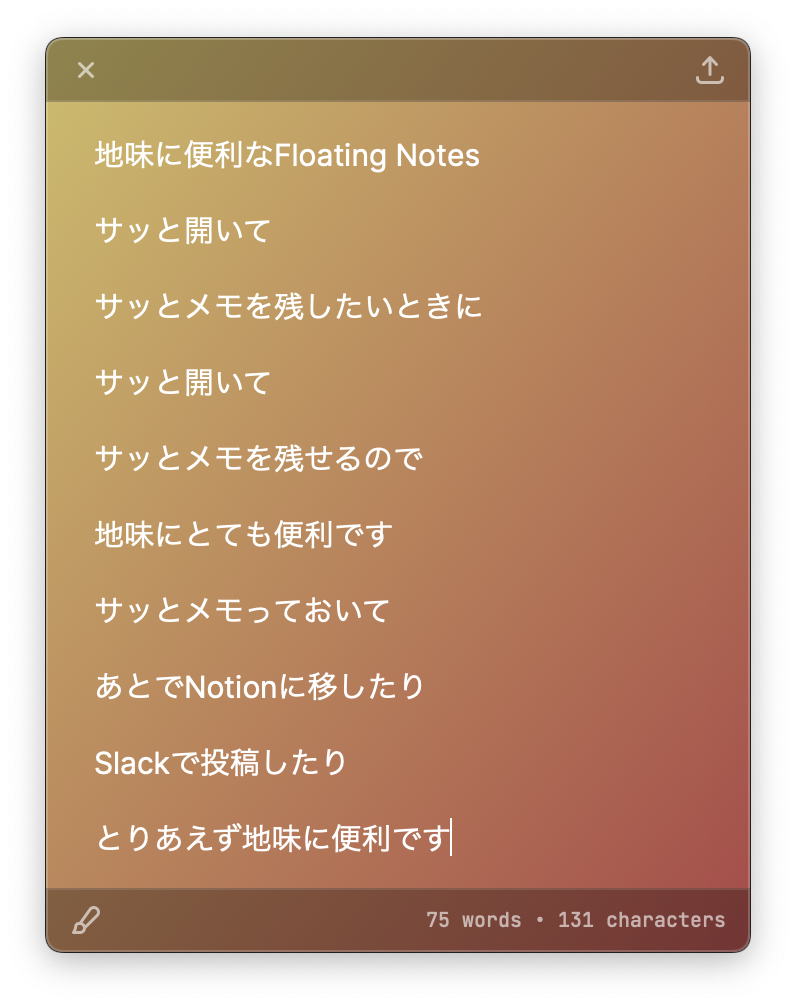 地味に便利なFloating Notes
サッと開いて
サッとメモを残したいときに
サッと開いて
サッとメモを残せるので
地味にとても便利です
サッとメモっておいて
あとでNotionに移したり
Slackで投稿したり
とりあえず地味に便利です
75 words • 131 characters